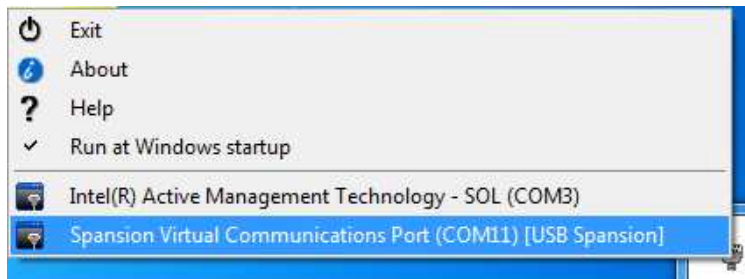 Exit
About
Help
Run at Windows startup
Intel(R) Active Management Technology - SOL (COM3)
Spansion Virtual Communications Port (COM11) [USB Spansion]